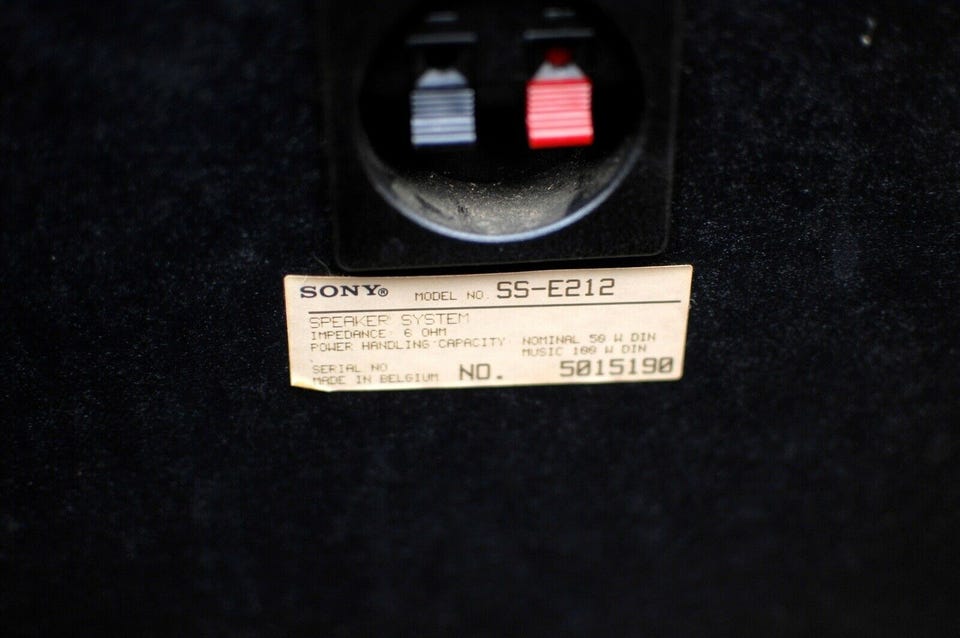 SONY® MODEL NO. SS-E212
SPEAKER SYSTEM
IMPEDANCE: 6 OHM
POWER HANDLING CAPACITY NOMINAL 50 W DIN
MUSIC 100 W DIN
SERIAL NO
MADE IN BELGIUM NO. 5015190